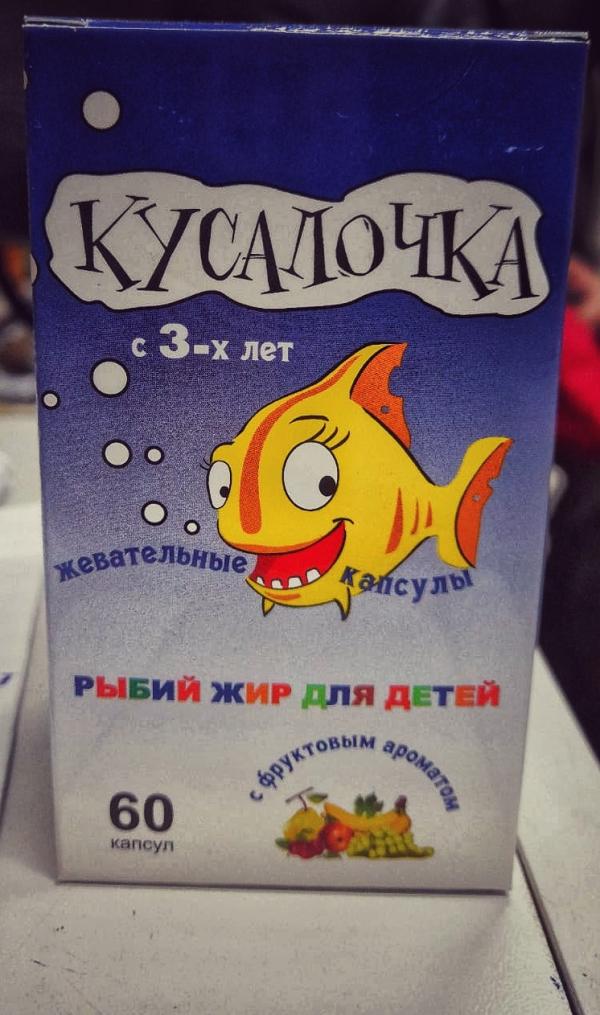 КУСАЛОЧКА
с 3-х лет
жевательные капсулы
РЫБИЙ ЖИР ДЛЯ ДЕТЕЙ
с фруктовым ароматом
60
капсул